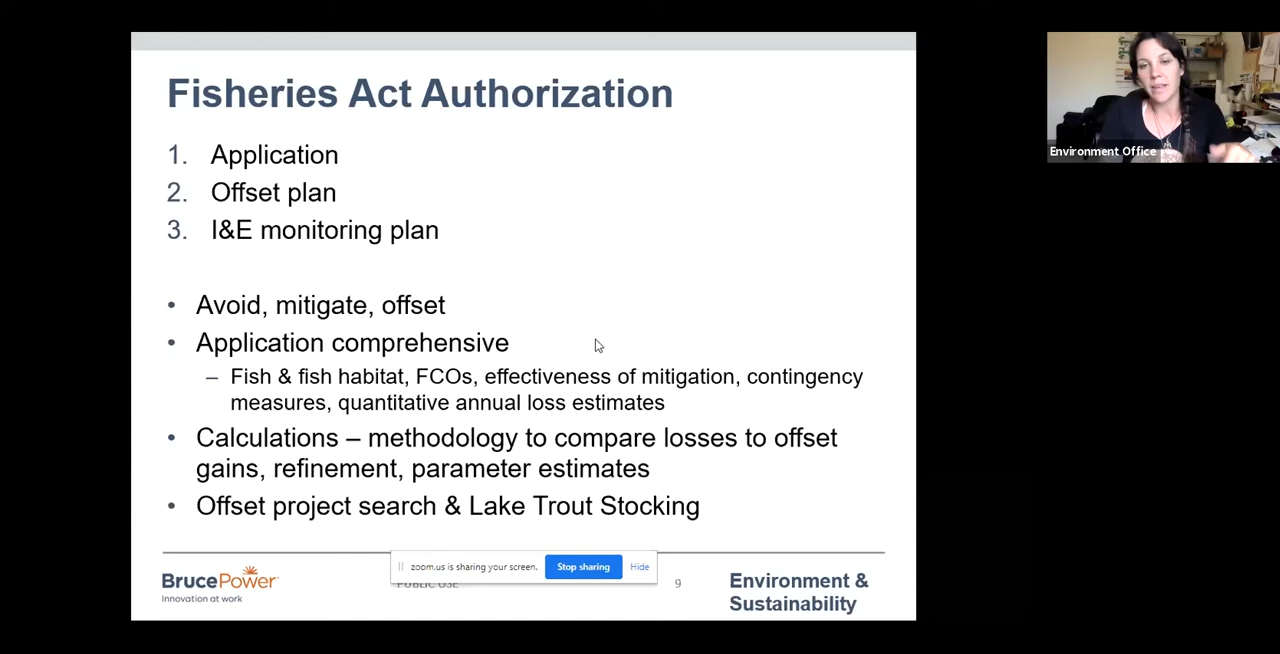 Fisheries Act Authorization
1. Application
2. Offset plan
3. I&E monitoring plan
• Avoid, mitigate, offset
• Application comprehensive
– Fish & fish habitat, FCOs, effectiveness of mitigation, contingency
measures, quantitative annual loss estimates
• Calculations – methodology to compare losses to offset
gains, refinement, parameter estimates
• Offset project search & Lake Trout Stocking
zoom.us is sharing your screen. Stop sharing Hide
BrucePower
Innovation at work
PUBLIC USE
9
Environment &
Sustainability
Environment Office